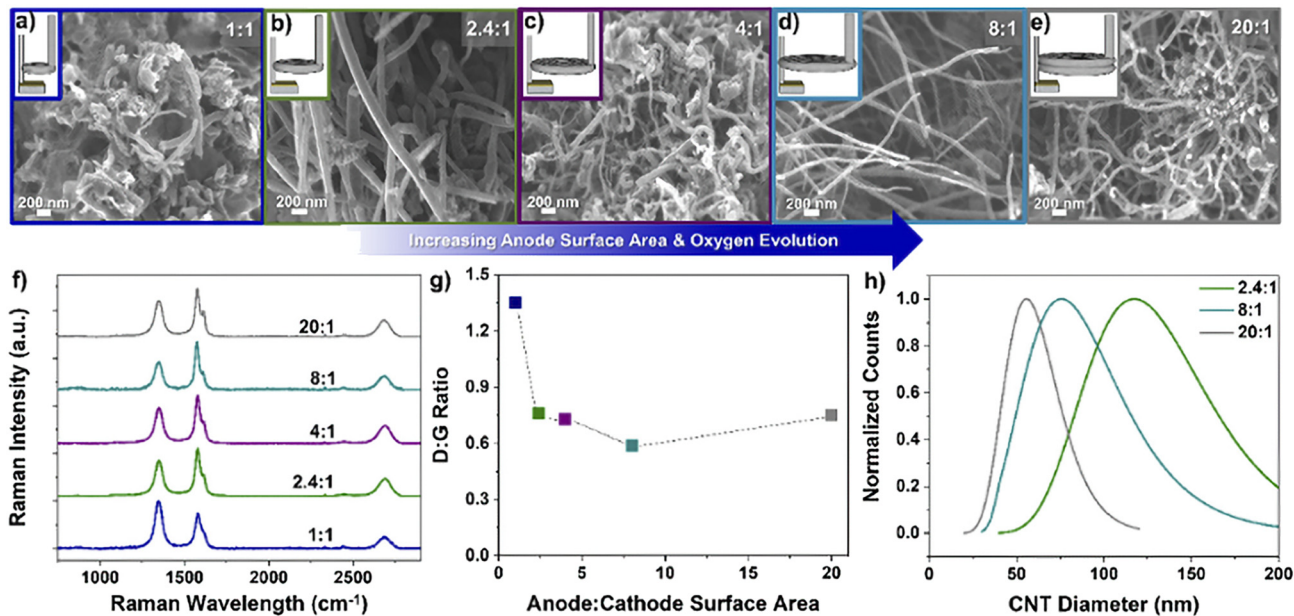 a) 1:1
b) 2.4:1
c) 4:1
d) 8:1
e) 20:1
200 nm
200 nm
200 nm
200 nm
200 nm
Increasing Anode Surface Area & Oxygen Evolution
f)
Raman Intensity (a.u.)
20:1
8:1
4:1
2.4:1
1:1
1000 1500 2000 2500
Raman Wavelength (cm⁻¹)
g)
D:G Ratio
1.5
1.2
0.9
0.6
0.3
0.0
0 5 10 15 20
Anode:Cathode Surface Area
h)
Normalized Counts
2.4:1
8:1
20:1
1.0
0.8
0.6
0.4
0.2
0.0
0 50 100 150 200
CNT Diameter (nm)